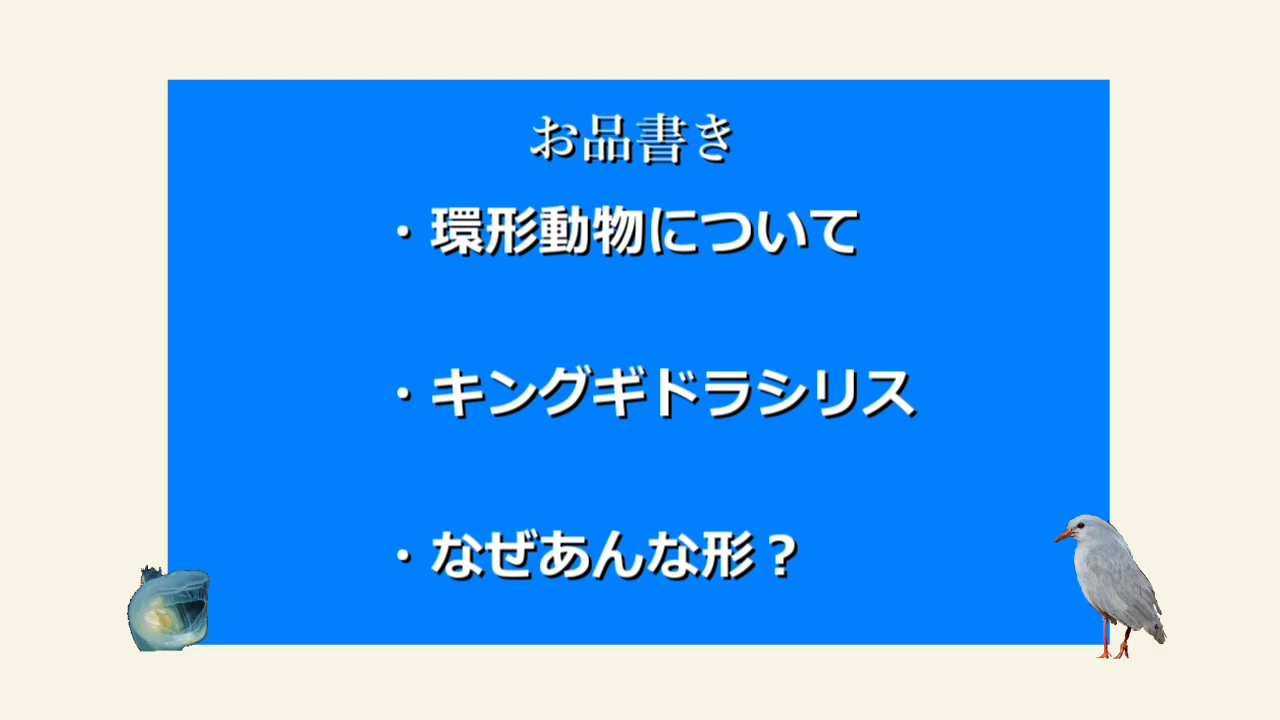 お品書き
・環形動物について
・キングギドラシリス
・なぜあんな形？